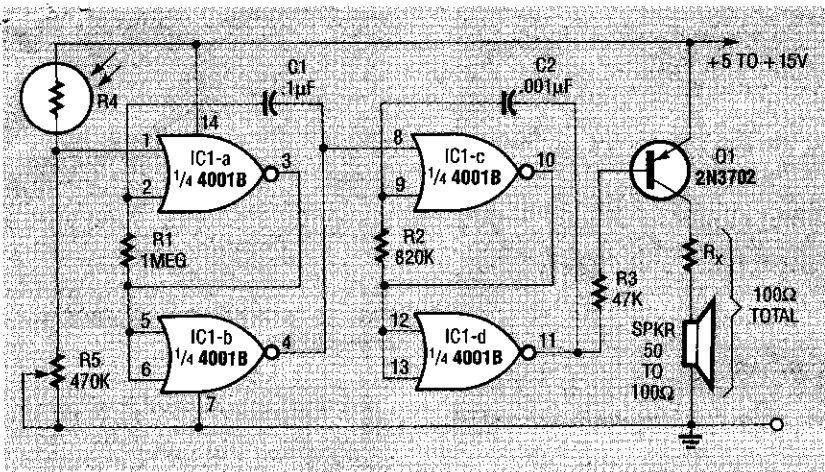 +5 TO +15V
C1
.1µF
C2
.001µF
R4
14
1
IC1-a
1/4 4001B
3
2
8
IC1-c
1/4 4001B
10
9
Q1
2N3702
R1
1MEG
R2
820K
R3
47K
RX
100Ω
TOTAL
5
IC1-b
1/4 4001B
4
6
7
12
IC1-d
1/4 4001B
11
13
SPKR
50
TO
100Ω
R5
470K